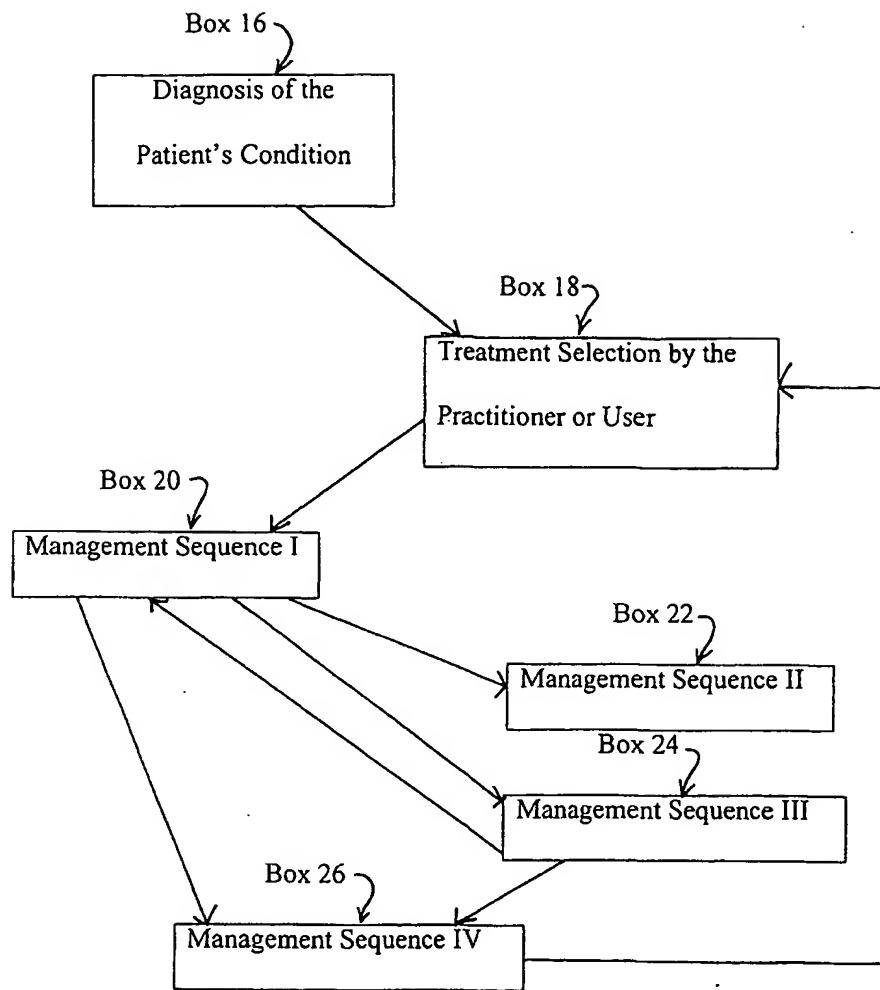 Box 16
Diagnosis of the
Patient's Condition
Box 18
Treatment Selection by the
Practitioner or User
Box 20
Management Sequence I
Box 22
Management Sequence II
Box 24
Management Sequence III
Box 26
Management Sequence IV